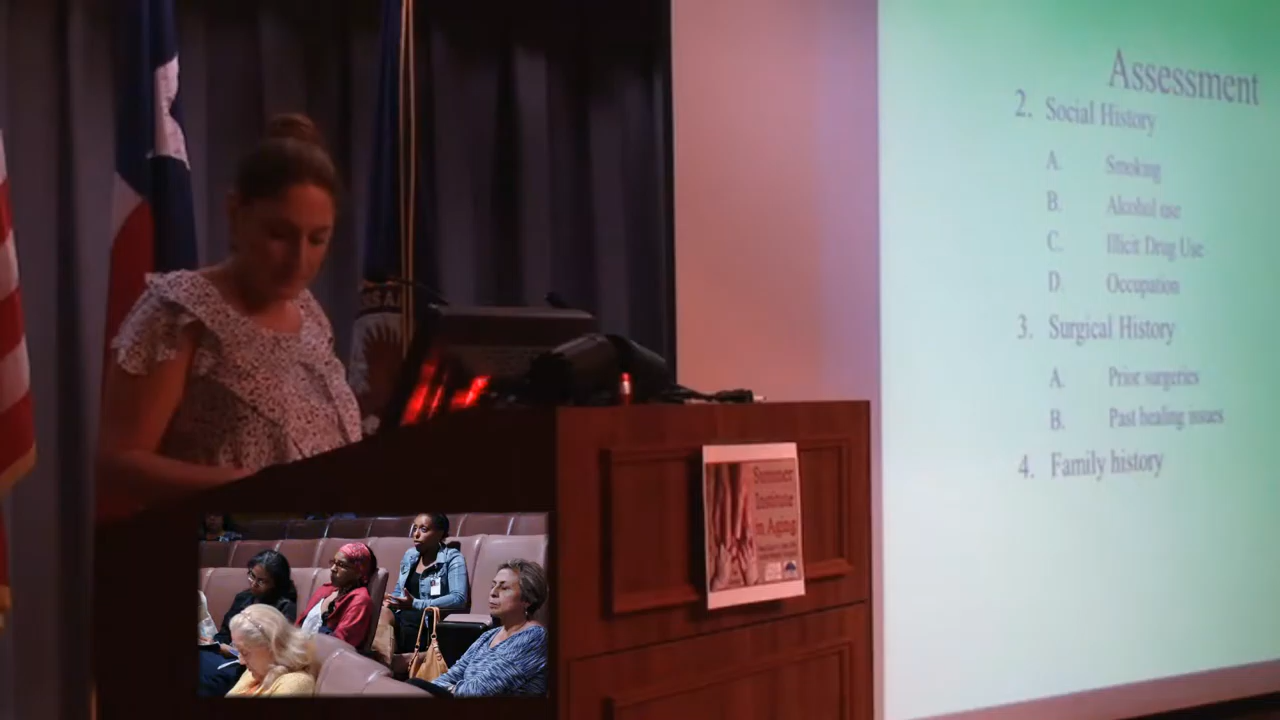 Assessment
2. Social History
A. Smoking
B. Alcohol use
C. Illicit Drug Use
D. Occupation
3. Surgical History
A. Prior surgeries
B. Past healing issues
4. Family history
Summer
Institute
in Aging